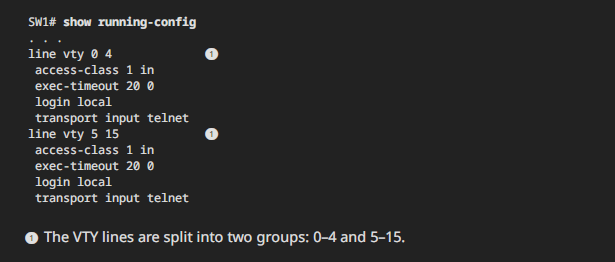 SW1# show running-config
. . .
line vty 0 4 1
access-class 1 in
exec-timeout 20 0
login local
transport input telnet
line vty 5 15 1
access-class 1 in
exec-timeout 20 0
login local
transport input telnet
1 The VTY lines are split into two groups: 0–4 and 5–15.